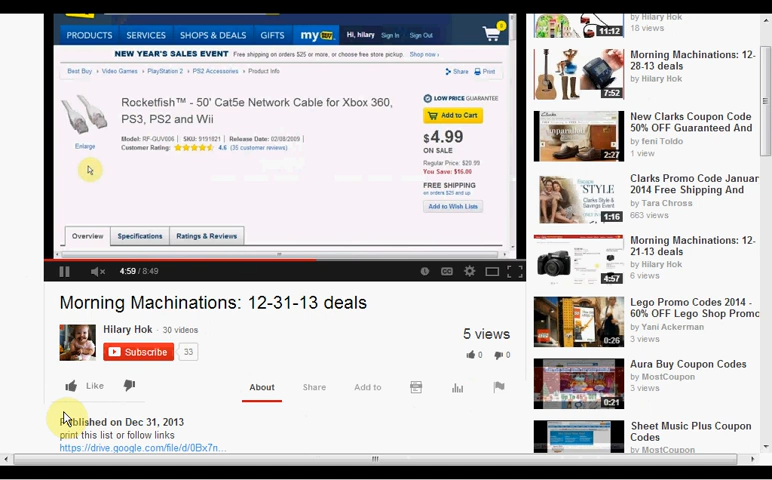 PRODUCTS SERVICES SHOPS & DEALS GIFTS my Hi, hilary Sign In Sign Out
NEW YEAR'S SALES EVENT Free shipping on orders $25 or more, or choose free store pickup. Shop now ›
Best Buy › Video Games › PlayStation 2 › PS2 Accessories › Product Info Share Print
Rocketfish™ - 50' Cat5e Network Cable for Xbox 360,
PS3, PS2 and Wii
Model: RF-GUV006 SKU: 9191821 Release Date: 02/08/2009
Customer Rating: 4.6 (35 customer reviews)
Enlarge
LOW PRICE GUARANTEE
Add to Cart
$4.99
ON SALE
Regular Price: $20.99
You Save: $16.00
FREE SHIPPING
on orders $25 and up
Add to Wish Lists
Overview Specifications Ratings & Reviews
4:59 / 8:49
CC
Morning Machinations: 12-31-13 deals
Hilary Hok · 30 videos
Subscribe 33
5 views
0 0
Like About Share Add to
Published on Dec 31, 2013
print this list or follow links
https://drive.google.com/file/d/0Bx7n...
by Hilary Hok
18 views
11:12
Morning Machinations: 12-
28-13 deals
by Hilary Hok
7:52
New Clarks Coupon Code
50% OFF Guaranteed And
by feni Toldo
1 view
2:27
Clarks Promo Code January
2014 Free Shipping And
by Tara Chross
663 views
STYLE
1:16
Morning Machinations: 12-
21-13 deals
by Hilary Hok
6 views
4:57
Lego Promo Codes 2014 -
60% OFF Lego Shop Promo
by Yani Ackerman
3 views
0:26
Aura Buy Coupon Codes
by MostCoupon
3 views
0:21
Sheet Music Plus Coupon
Codes
by MostCoupon